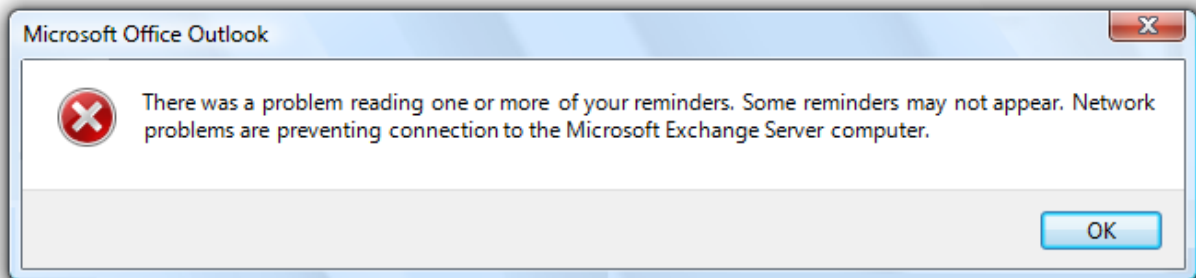 Microsoft Office Outlook
There was a problem reading one or more of your reminders. Some reminders may not appear. Network
problems are preventing connection to the Microsoft Exchange Server computer.
OK